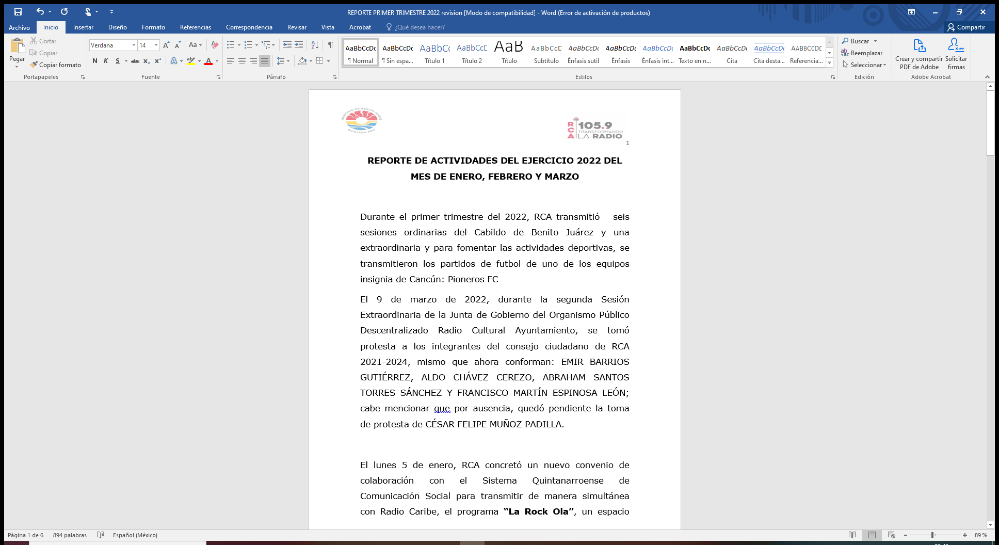 REPORTE PRIMER TRIMESTRE 2022 revision [Modo de compatibilidad] - Word (Error de activación de productos)
Archivo Inicio Insertar Diseño Formato Referencias Correspondencia Revisar Vista Acrobat ¿Qué desea hacer? Compartir
Pegar
Cortar
Copiar
Copiar formato
Portapapeles
Verdana 14
N K S abc x₂ x²
Fuente
Párrafo
AaBbCcDc AaBbCcDc AaBbC( AaBbCcE AaB AaBbCcD AaBbCcDc AaBbCcDc AaBbCcDc AaBbCcDc AaBbCcDc AaBbCcDc AABBCCDE
¶ Normal ¶ Sin espa... Título 1 Título 2 Título Subtítulo Énfasis sutil Énfasis Énfasis int... Texto en n... Cita Cita desta... Referencia...
Estilos
Buscar
Reemplazar
Seleccionar
Edición
Crear y compartir PDF de Adobe
Solicitar firmas
Adobe Acrobat
MUNICIPIO DE BENITO JUÁREZ
QUINTANA ROO
RCA 105.9
TRANSFORMANDO
LA RADIO
1
REPORTE DE ACTIVIDADES DEL EJERCICIO 2022 DEL
MES DE ENERO, FEBRERO Y MARZO
Durante el primer trimestre del 2022, RCA transmitió seis
sesiones ordinarias del Cabildo de Benito Juárez y una
extraordinaria y para fomentar las actividades deportivas, se
transmitieron los partidos de futbol de uno de los equipos
insignia de Cancún: Pioneros FC
El 9 de marzo de 2022, durante la segunda Sesión
Extraordinaria de la Junta de Gobierno del Organismo Público
Descentralizado Radio Cultural Ayuntamiento, se tomó
protesta a los integrantes del consejo ciudadano de RCA
2021-2024, mismo que ahora conforman: EMIR BARRIOS
GUTIÉRREZ, ALDO CHÁVEZ CEREZO, ABRAHAM SANTOS
TORRES SÁNCHEZ Y FRANCISCO MARTÍN ESPINOSA LEÓN;
cabe mencionar que por ausencia, quedó pendiente la toma
de protesta de CÉSAR FELIPE MUÑOZ PADILLA.
El lunes 5 de enero, RCA concretó un nuevo convenio de
colaboración con el Sistema Quintanarroense de
Comunicación Social para transmitir de manera simultánea
con Radio Caribe, el programa “La Rock Ola”, un espacio
Página 1 de 6 894 palabras Español (México) 89 %